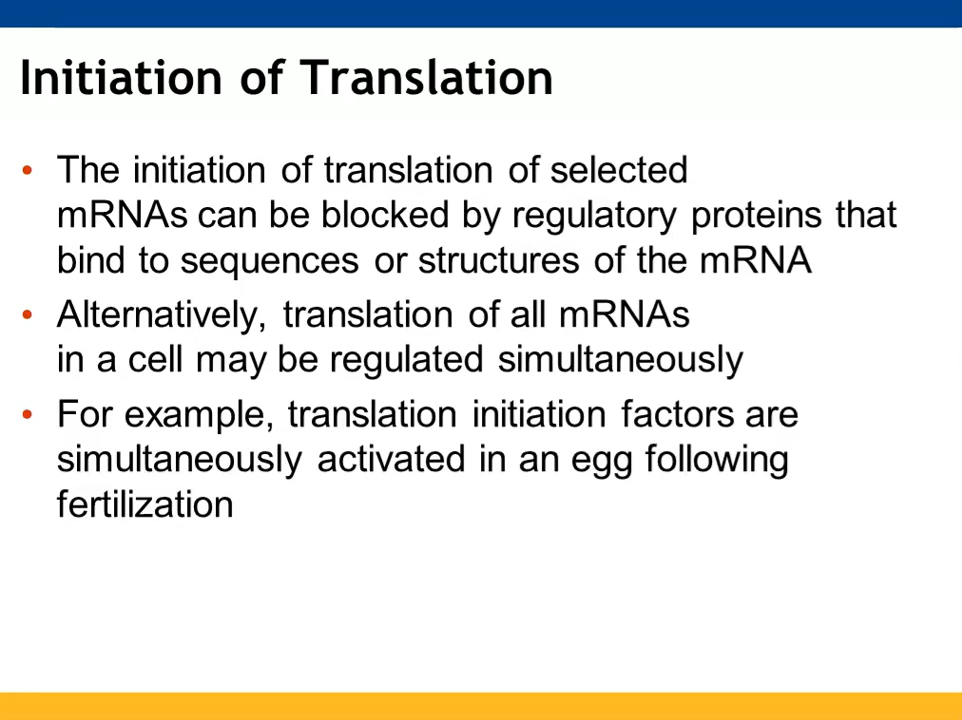 Initiation of Translation
• The initiation of translation of selected
mRNAs can be blocked by regulatory proteins that
bind to sequences or structures of the mRNA
• Alternatively, translation of all mRNAs
in a cell may be regulated simultaneously
• For example, translation initiation factors are
simultaneously activated in an egg following
fertilization